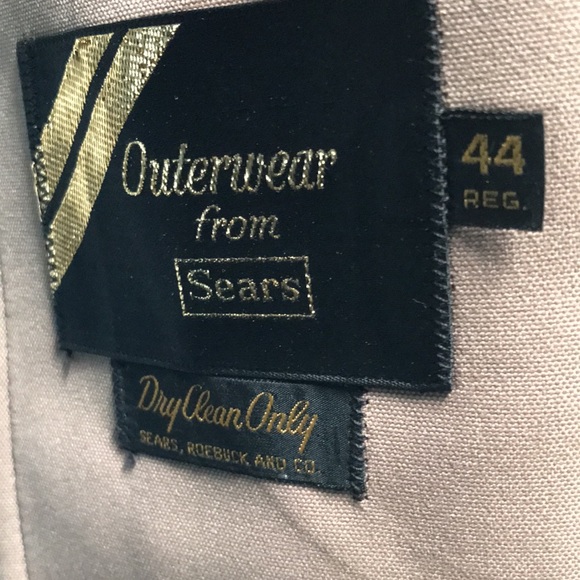 Outerwear
from
Sears
44
REG.
Dry Clean Only
SEARS, ROEBUCK AND CO.